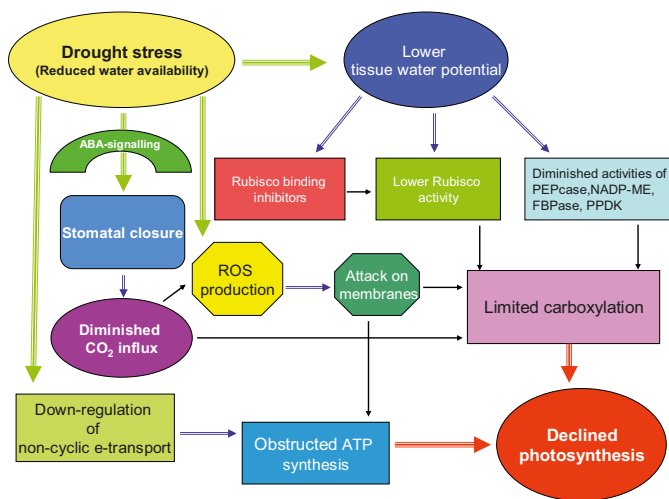 Drought stress
(Reduced water availability)
Lower
tissue water potential
ABA-signalling
Rubisco binding
inhibitors
Lower Rubisco
activity
Diminished activities of
PEPcase,NADP-ME,
FBPase, PPDK
Stomatal closure
ROS
production
Attack on
membranes
Limited carboxylation
Diminished
CO₂ influx
Down-regulation
of
non-cyclic e-transport
Obstructed ATP
synthesis
Declined
photosynthesis